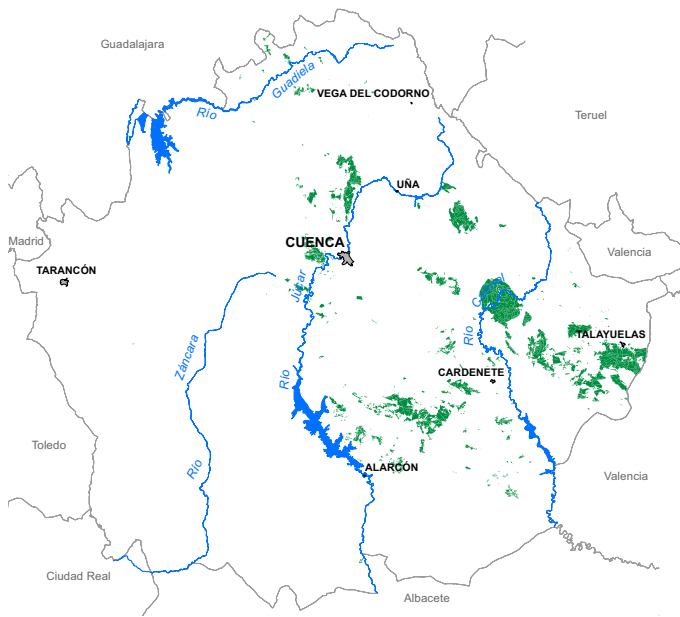 Guadalajara
Río Guadiela
VEGA DEL CODORNO
Teruel
UÑA
Madrid
CUENCA
Valencia
TARANCÓN
Júcar
Río Cabriel
TALAYUELAS
Záncara
CARDENETE
Río
Toledo
Río
ALARCÓN
Valencia
Ciudad Real
Albacete